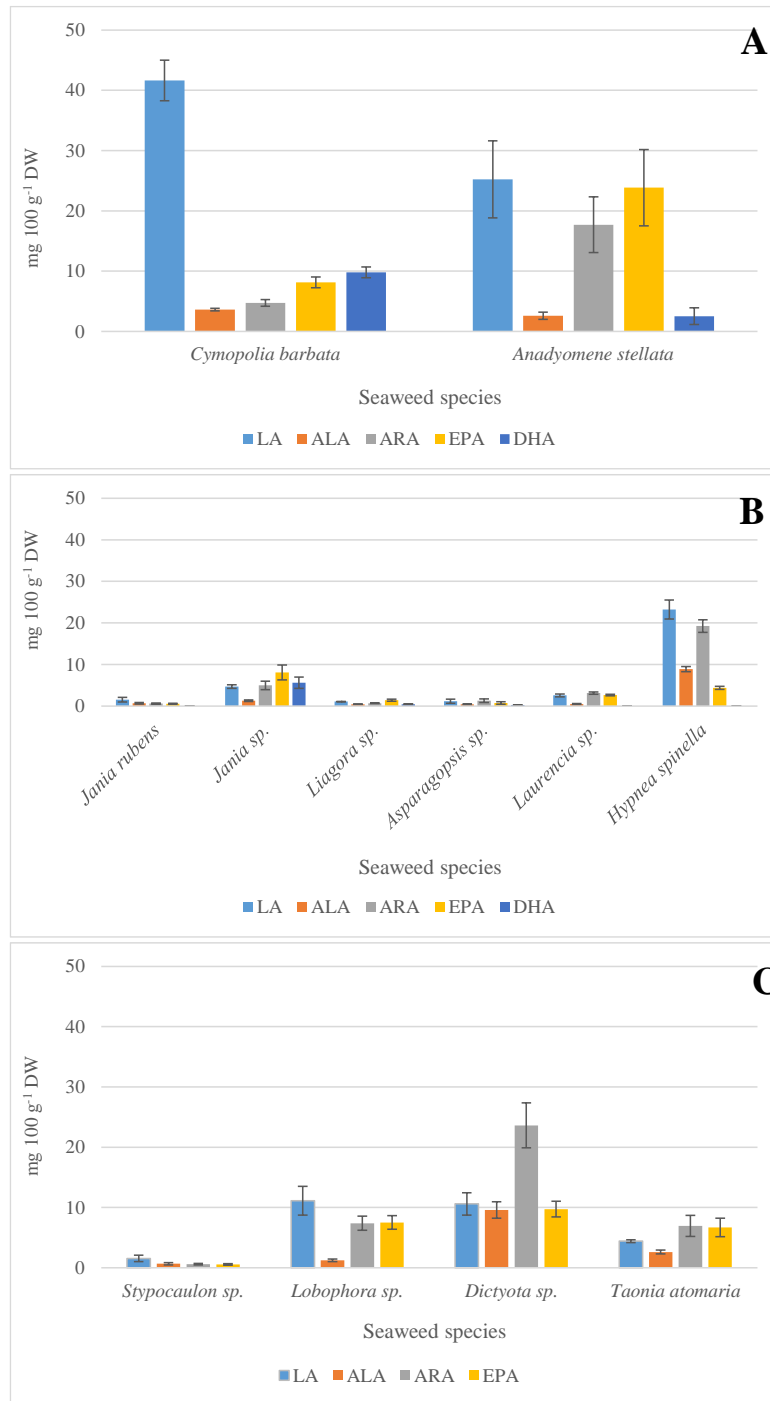 A
50
40
30
20
10
0
mg 100 g⁻¹ DW
Cymopolia barbata Anadyomene stellata
Seaweed species
LA ALA ARA EPA DHA
B
50
40
30
20
10
0
mg 100 g⁻¹ DW
Jania rubens Jania sp. Liagora sp. Asparagopsis sp. Laurencia sp. Hypnea spinella
Seaweed species
LA ALA ARA EPA DHA
C
50
40
30
20
10
0
mg 100 g⁻¹ DW
Stypocaulon sp. Lobophora sp. Dictyota sp. Taonia atomaria
Seaweed species
LA ALA ARA EPA